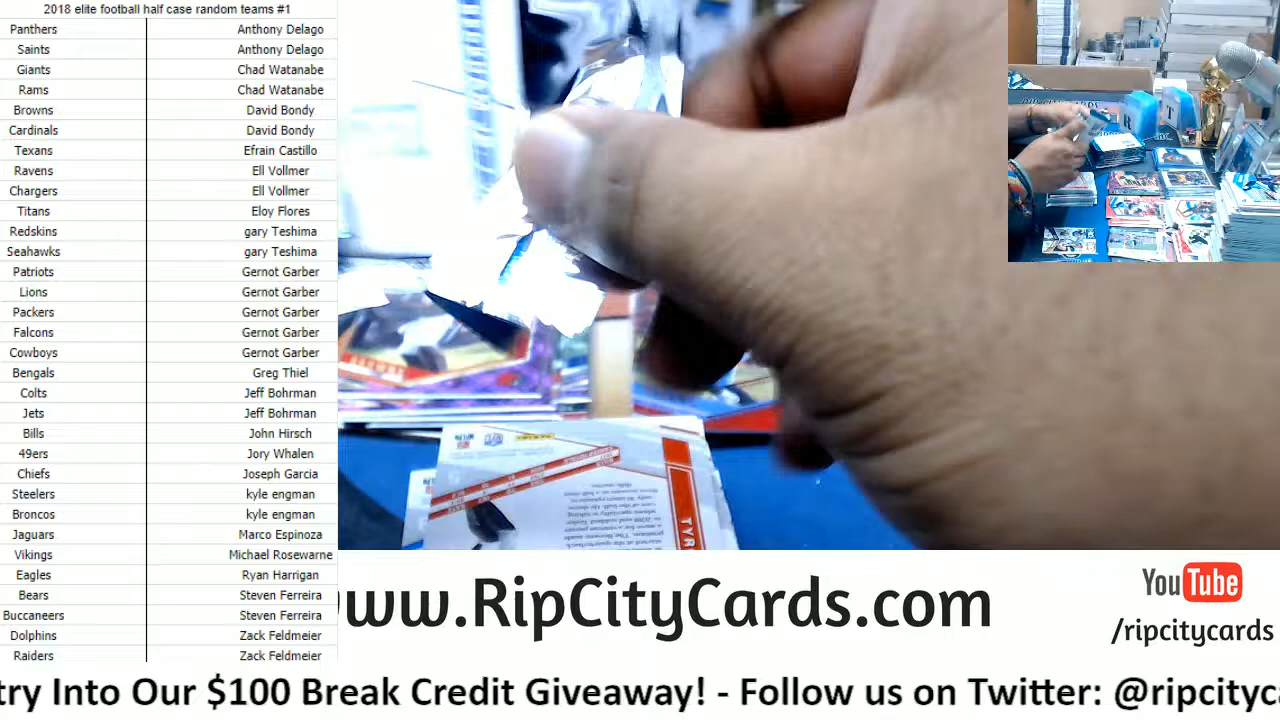 2018 elite football half case random teams #1
Panthers Anthony Delago
Saints Anthony Delago
Giants Chad Watanabe
Rams Chad Watanabe
Browns David Bondy
Cardinals David Bondy
Texans Efrain Castillo
Ravens Ell Vollmer
Chargers Ell Vollmer
Titans Eloy Flores
Redskins gary Teshima
Seahawks gary Teshima
Patriots Gernot Garber
Lions Gernot Garber
Packers Gernot Garber
Falcons Gernot Garber
Cowboys Gernot Garber
Bengals Greg Thiel
Colts Jeff Bohrman
Jets Jeff Bohrman
Bills John Hirsch
49ers Jory Whalen
Chiefs Joseph Garcia
Steelers kyle engman
Broncos kyle engman
Jaguars Marco Espinoza
Vikings Michael Rosewarne
Eagles Ryan Harrigan
Bears Steven Ferreira
Buccaneers Steven Ferreira
Dolphins Zack Feldmeier
Raiders Zack Feldmeier
TYR
www.RipCityCards.com
YouTube
/ripcitycards
try Into Our $100 Break Credit Giveaway! - Follow us on Twitter: @ripcityca